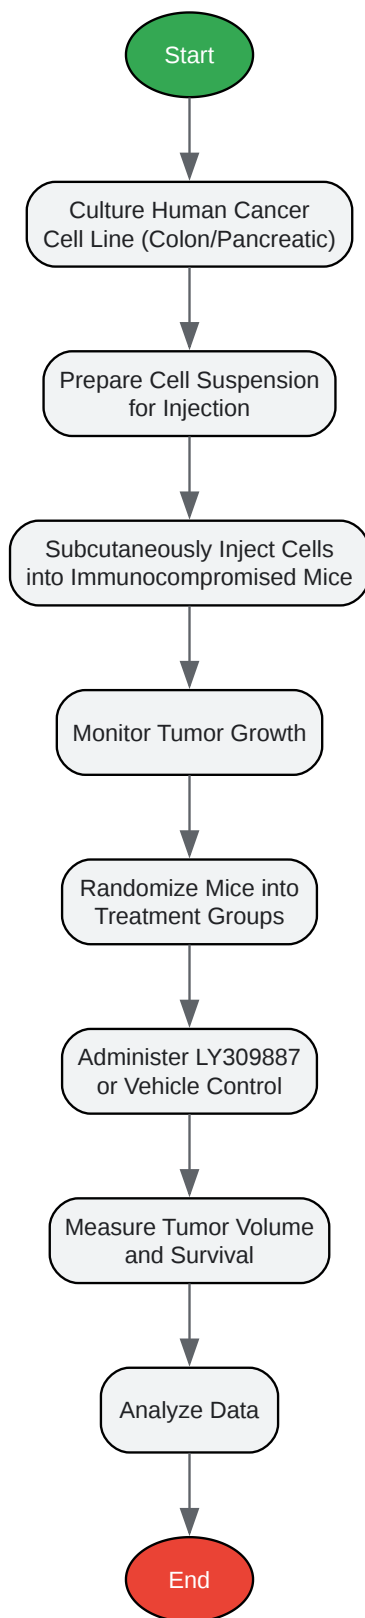 Start
Culture Human Cancer
Cell Line (Colon/Pancreatic)
Prepare Cell Suspension
for Injection
Subcutaneously Inject Cells
into Immunocompromised Mice
Monitor Tumor Growth
Randomize Mice into
Treatment Groups
Administer LY309887
or Vehicle Control
Measure Tumor Volume
and Survival
Analyze Data
End